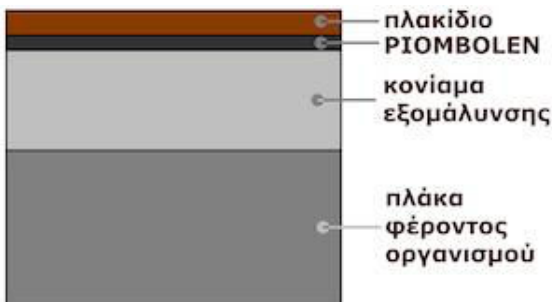 πλακίδιο
PIOMBOLEN
κονίαμα
εξομάλυνσης
πλάκα
φέροντος
οργανισμού